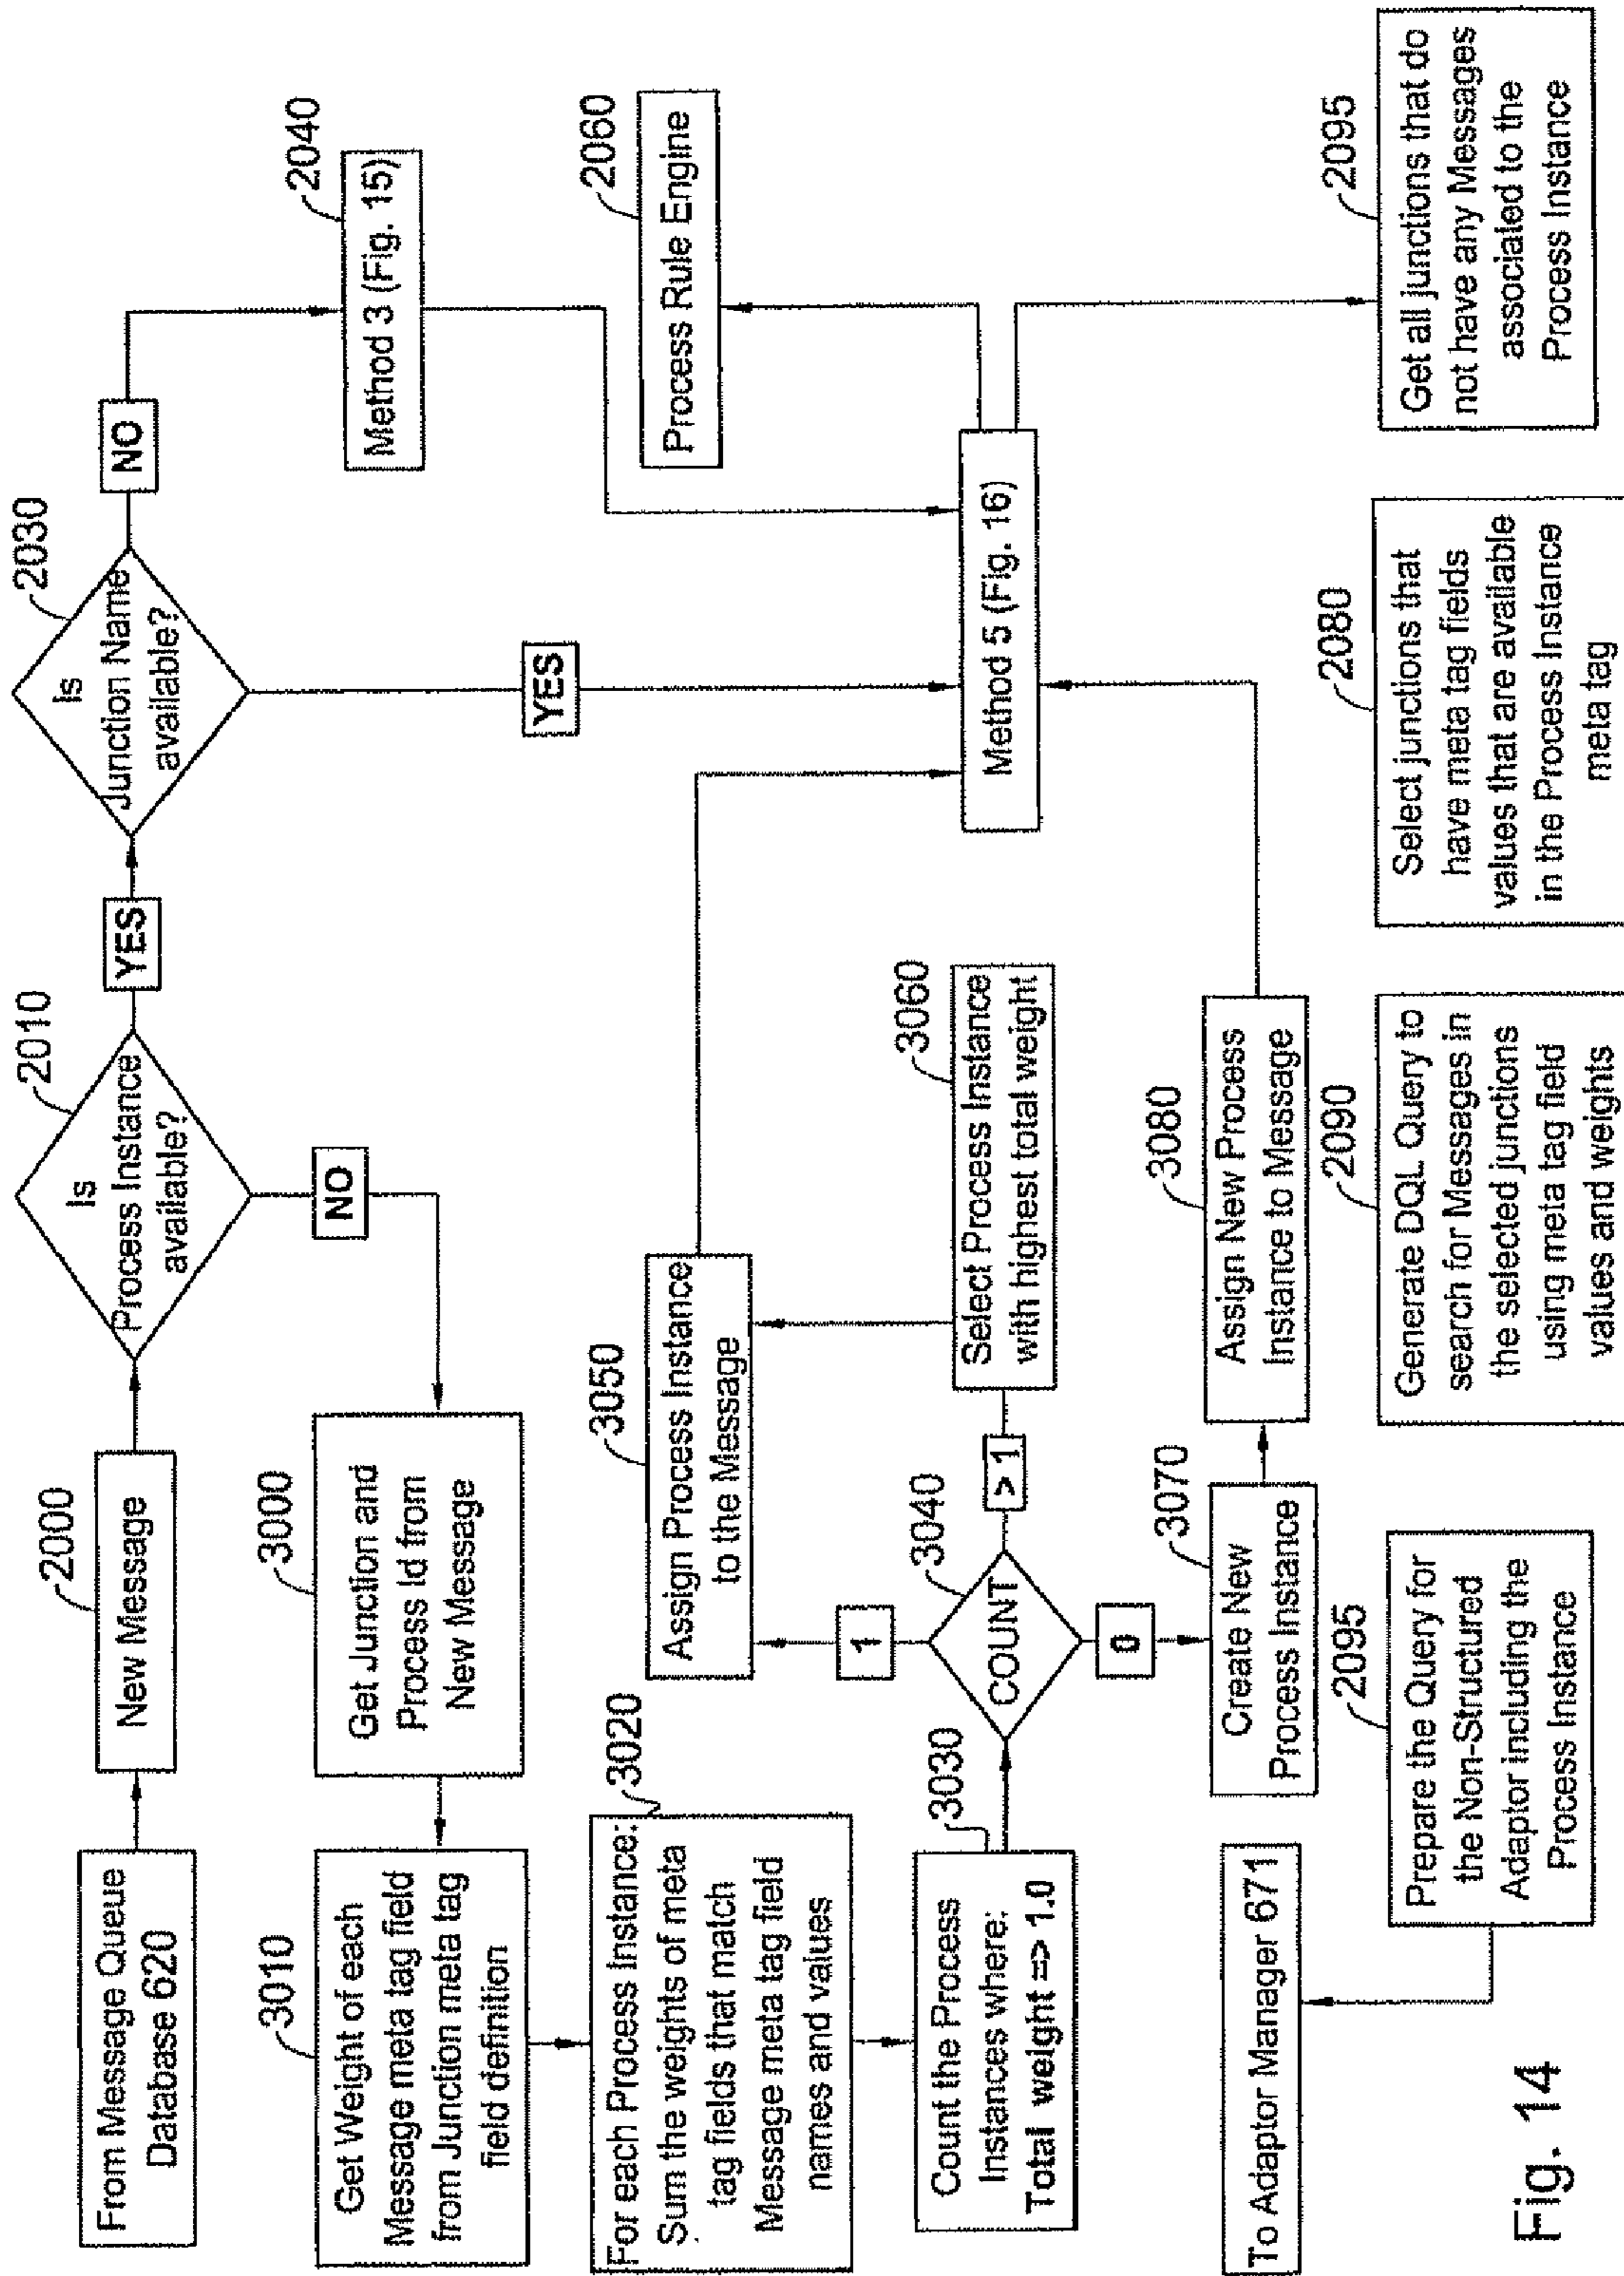 From Message Queue
Database 620
2000
New Message
2010
Is
Process Instance
available?
YES
2030
Is
Junction Name
available?
NO
2040
Method 3 (Fig. 15)
NO
YES
3000
Get Junction and
Process Id from
New Message
3010
Get Weight of each
Message meta tag field
from Junction meta tag
field definition
3020
For each Process Instance:
Sum the weights of meta
tag fields that match
Message meta tag field
names and values
3030
Count the Process
Instances where:
Total weight => 1.0
3040
COUNT
1
> 1
0
3050
Assign Process Instance
to the Message
3060
Select Process Instance
with highest total weight
3070
Create New
Process Instance
3080
Assign New Process
Instance to Message
Method 5 (Fig. 16)
2060
Process Rule Engine
2095
Get all junctions that do
not have any Messages
associated to the
Process Instance
2080
Select junctions that
have meta tag fields
values that are available
in the Process Instance
meta tag
2090
Generate DQL Query to
search for Messages in
the selected junctions
using meta tag field
values and weights
2095
Prepare the Query for
the Non-Structured
Adaptor including the
Process Instance
To Adaptor Manager 671
Fig. 14